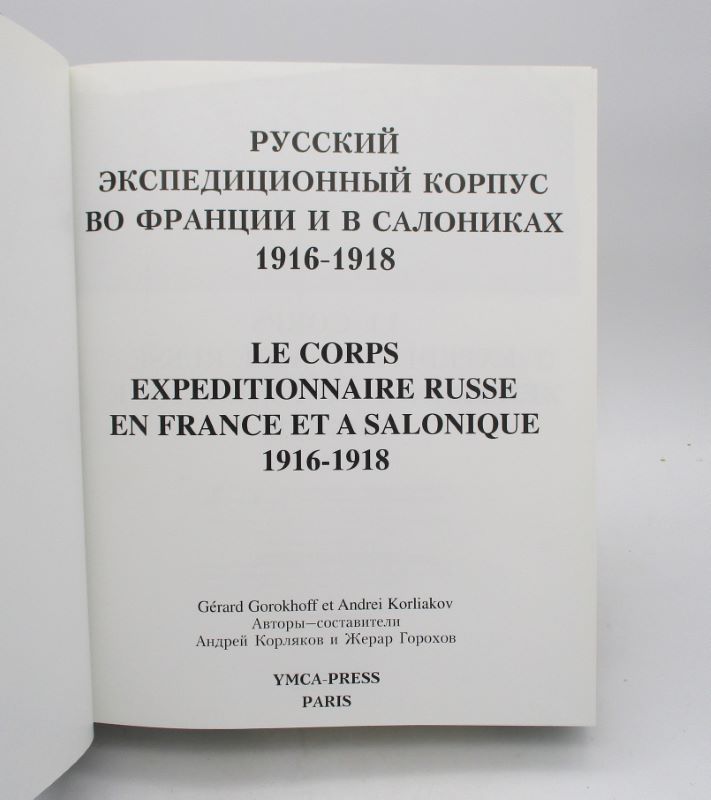 РУССКИЙ
ЭКСПЕДИЦИОННЫЙ КОРПУС
ВО ФРАНЦИИ И В САЛОНИКАХ
1916-1918
LE CORPS
EXPEDITIONNAIRE RUSSE
EN FRANCE ET A SALONIQUE
1916-1918
Gérard Gorokhoff et Andrei Korliakov
Авторы—составители
Андрей Корляков и Жерар Горохов
YMCA-PRESS
PARIS